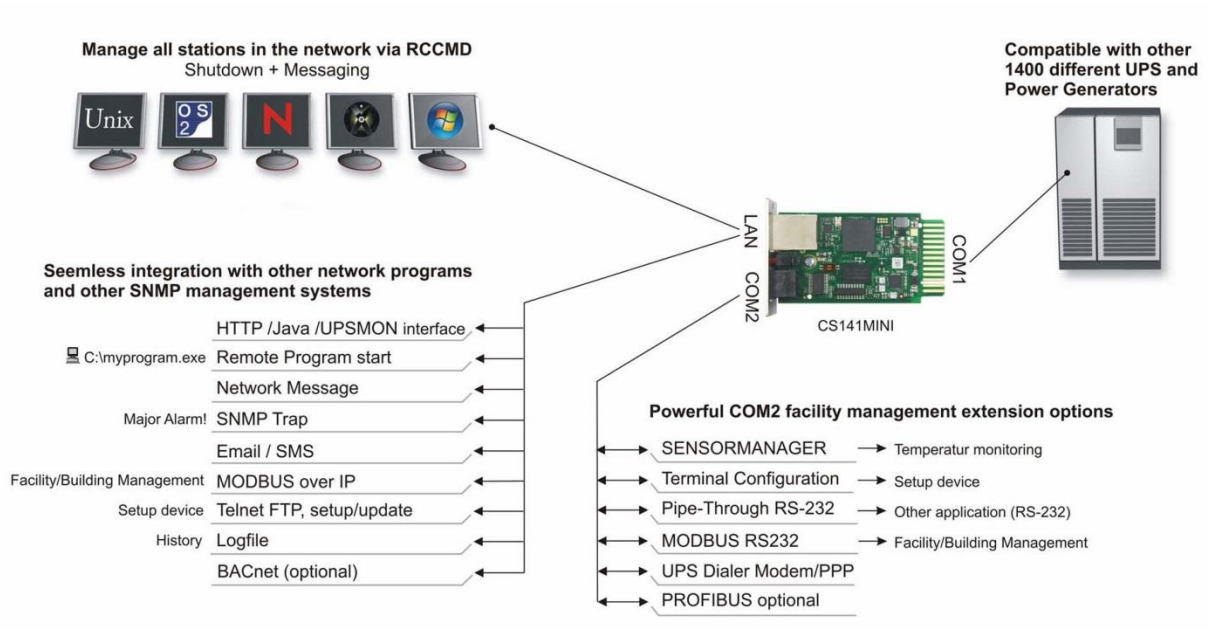 Manage all stations in the network via RCCMD
Shutdown + Messaging
Unix
OS
2
N
X
Compatible with other
1400 different UPS and
Power Generators
LAN
COM2
COM1
CS141MINI
Seemless integration with other network programs
and other SNMP management systems
HTTP /Java /UPSMON interface
C:\myprogram.exe Remote Program start
Network Message
Major Alarm! SNMP Trap
Email / SMS
Facility/Building Management MODBUS over IP
Setup device Telnet FTP, setup/update
History Logfile
BACnet (optional)
Powerful COM2 facility management extension options
SENSORMANAGER Temperatur monitoring
Terminal Configuration Setup device
Pipe-Through RS-232 Other application (RS-232)
MODBUS RS232 Facility/Building Management
UPS Dialer Modem/PPP
PROFIBUS optional